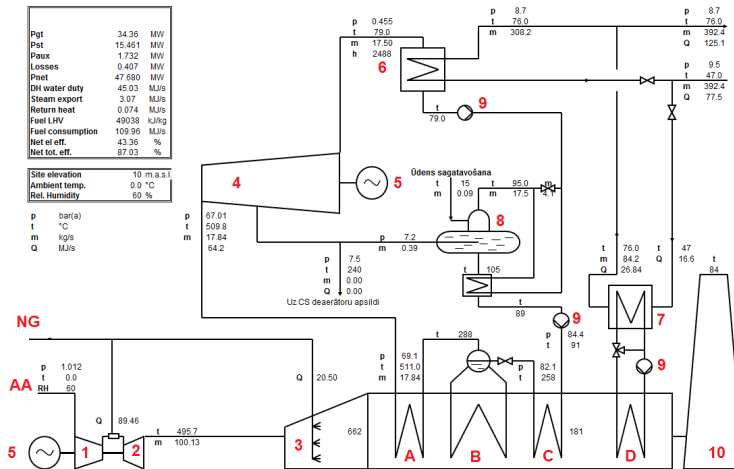 Pgt 34.36 MW
Pst 15.461 MW
Paux 1.732 MW
Losses 0.407 MW
Pnet 47.680 MW
DH water duty 45.03 MJ/s
Steam export 3.07 MJ/s
Return heat 0.074 MJ/s
Fuel LHV 49038 kJ/kg
Fuel consumption 109.96 MJ/s
Net el eff. 43.36 %
Net tot. eff. 87.03 %
Site elevation 10 m.a.s.l.
Ambient temp. 0.0 °C
Rel. Humidity 60 %
p bar(a)
t °C
m kg/s
Q MJ/s
p 0.455
t 79.0
m 17.50
h 2488
6
p 8.7
t 76.0
m 308.2
p 8.7
t 76.0
m 392.4
Q 125.1
p 9.5
t 47.0
m 392.4
Q 77.5
t
79.0
9
4
5
Ūdens sagatavošana
t 15
m 0.09
t 95.0 m
m 17.5 4.1
8
p 67.01
t 509.8
m 17.84
Q 64.2
p 7.2
m 0.39
p 7.5
t 240
m 0.00
Q 0.00
Uz CS deaerātoru apsildi
t 105
t
89
9
p 84.4
t 91
t 76.0
m 84.2
Q 26.84
t 47
Q 16.6
7
9
t
84
10
NG
AA
p 1.012
t 0.0
RH 60
Q 89.46
5
1
2
t 495.7
m 100.13
Q 20.50
3
662
p 69.1
t 511.0
m 17.84
t 288
p 82.1
t 258
181
A
B
C
D